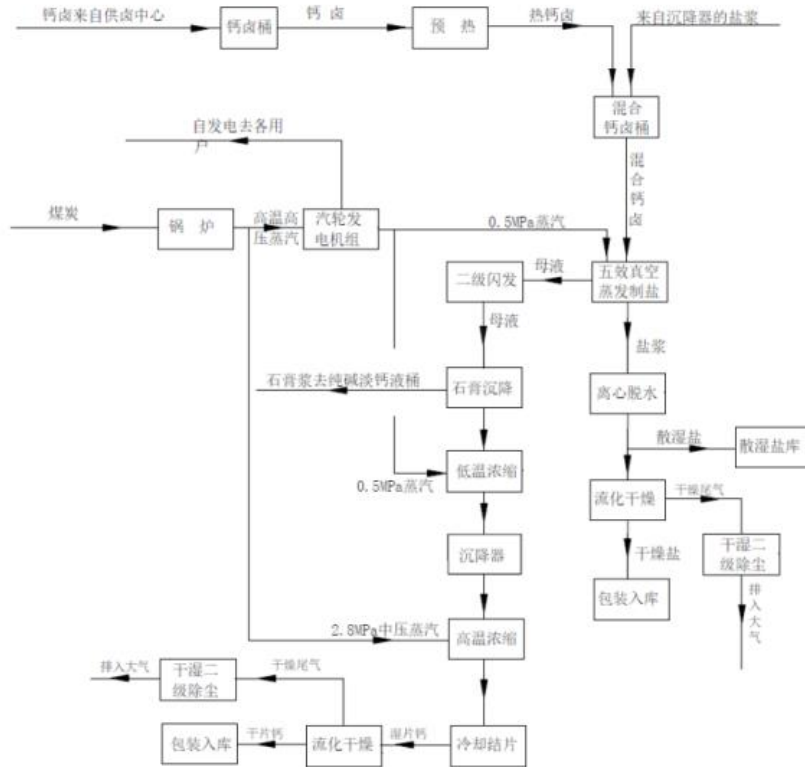 钙卤来自供卤中心
钙卤桶
钙 卤
预 热
热钙卤
来自沉降器的盐浆
混合
钙卤桶
混合钙卤
自发电去各用
户
煤炭
锅 炉
高温高
压蒸汽
汽轮发
电机组
0.5MPa蒸汽
五效真空
蒸发制盐
母液
二级闪发
母液
盐浆
石膏浆去纯碱淡钙液桶
石膏沉降
离心脱水
散湿盐
散湿盐库
0.5MPa蒸汽
低温浓缩
流化干燥
干燥尾气
干湿二
级除尘
沉降器
干燥盐
包装入库
排入大气
2.8MPa中压蒸汽
高温浓缩
排入大气
干湿二
级除尘
干燥尾气
包装入库
干片钙
流化干燥
湿片钙
冷却结片